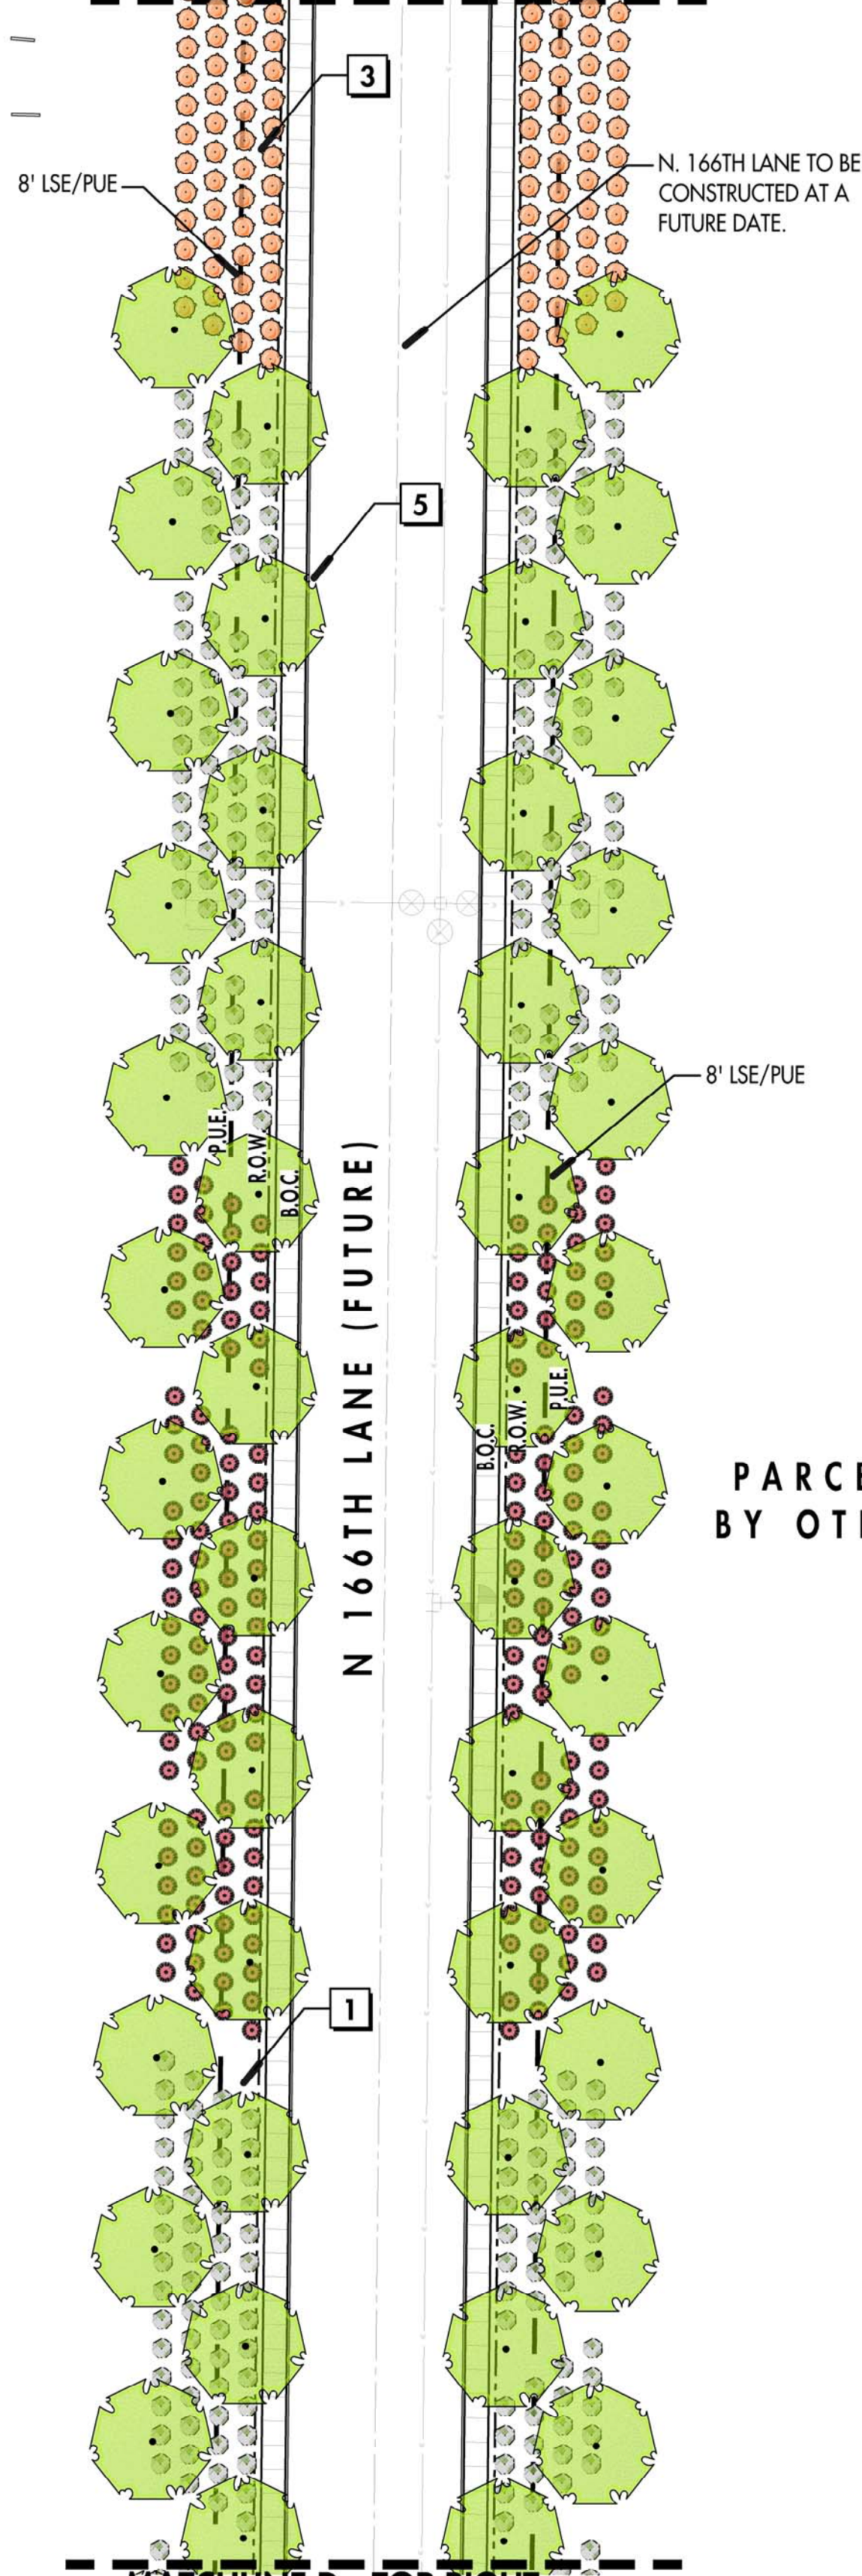 3
8' LSE/PUE
N. 166TH LANE TO BE
CONSTRUCTED AT A
FUTURE DATE.
5
8' LSE/PUE
P.U.E.
R.O.W.
B.O.C.
N 166TH LANE (FUTURE)
B.O.C.
R.O.W.
P.U.E.
PARCE
BY OT
1